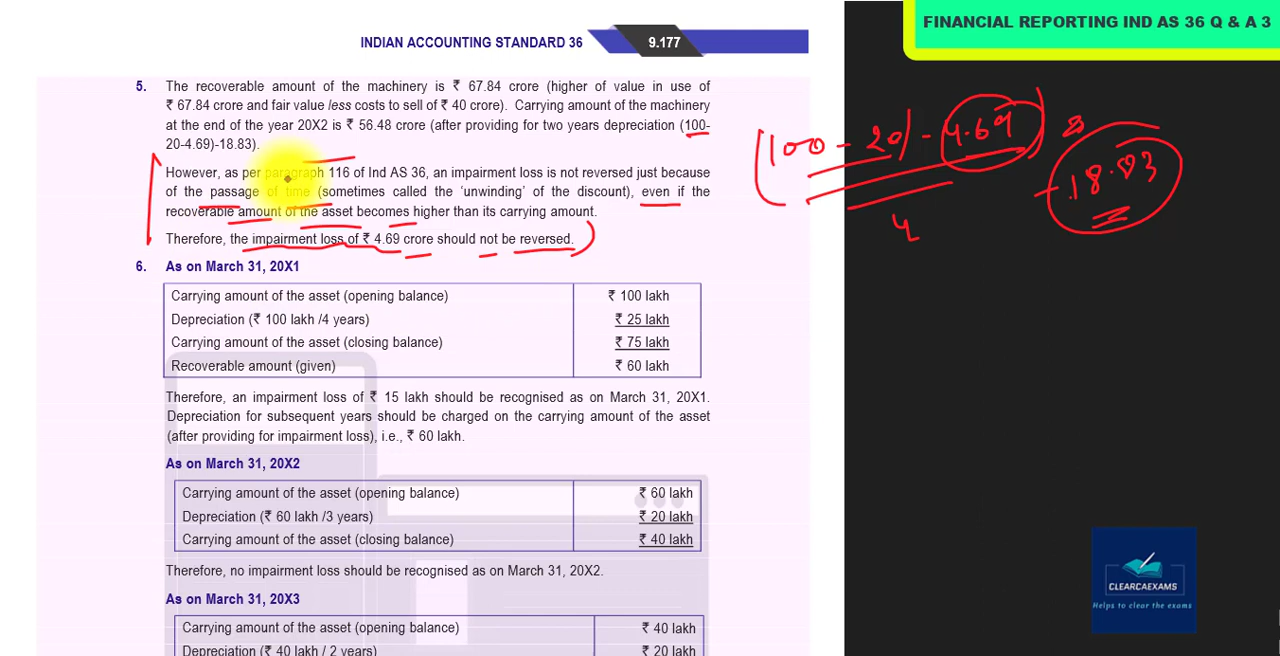 INDIAN ACCOUNTING STANDARD 36
9.177
FINANCIAL REPORTING IND AS 36 Q & A 3
5. The recoverable amount of the machinery is ₹ 67.84 crore (higher of value in use of
₹ 67.84 crore and fair value less costs to sell of ₹ 40 crore). Carrying amount of the machinery
at the end of the year 20X2 is ₹ 56.48 crore (after providing for two years depreciation (100-
20-4.69)-18.83).
However, as per paragraph 116 of Ind AS 36, an impairment loss is not reversed just because
of the passage of time (sometimes called the 'unwinding' of the discount), even if the
recoverable amount of the asset becomes higher than its carrying amount.
Therefore, the impairment loss of ₹ 4.69 crore should not be reversed.
(100-20)-4.69)
4
-18.83
6. As on March 31, 20X1
Carrying amount of the asset (opening balance) ₹ 100 lakh
Depreciation (₹ 100 lakh /4 years) ₹ 25 lakh
Carrying amount of the asset (closing balance) ₹ 75 lakh
Recoverable amount (given) ₹ 60 lakh
Therefore, an impairment loss of ₹ 15 lakh should be recognised as on March 31, 20X1.
Depreciation for subsequent years should be charged on the carrying amount of the asset
(after providing for impairment loss), i.e., ₹ 60 lakh.
As on March 31, 20X2
Carrying amount of the asset (opening balance) ₹ 60 lakh
Depreciation (₹ 60 lakh /3 years) ₹ 20 lakh
Carrying amount of the asset (closing balance) ₹ 40 lakh
Therefore, no impairment loss should be recognised as on March 31, 20X2.
As on March 31, 20X3
Carrying amount of the asset (opening balance) ₹ 40 lakh
Depreciation (₹ 40 lakh / 2 years) ₹ 20 lakh
CLEARCAEXAMS
Helps to clear the exams